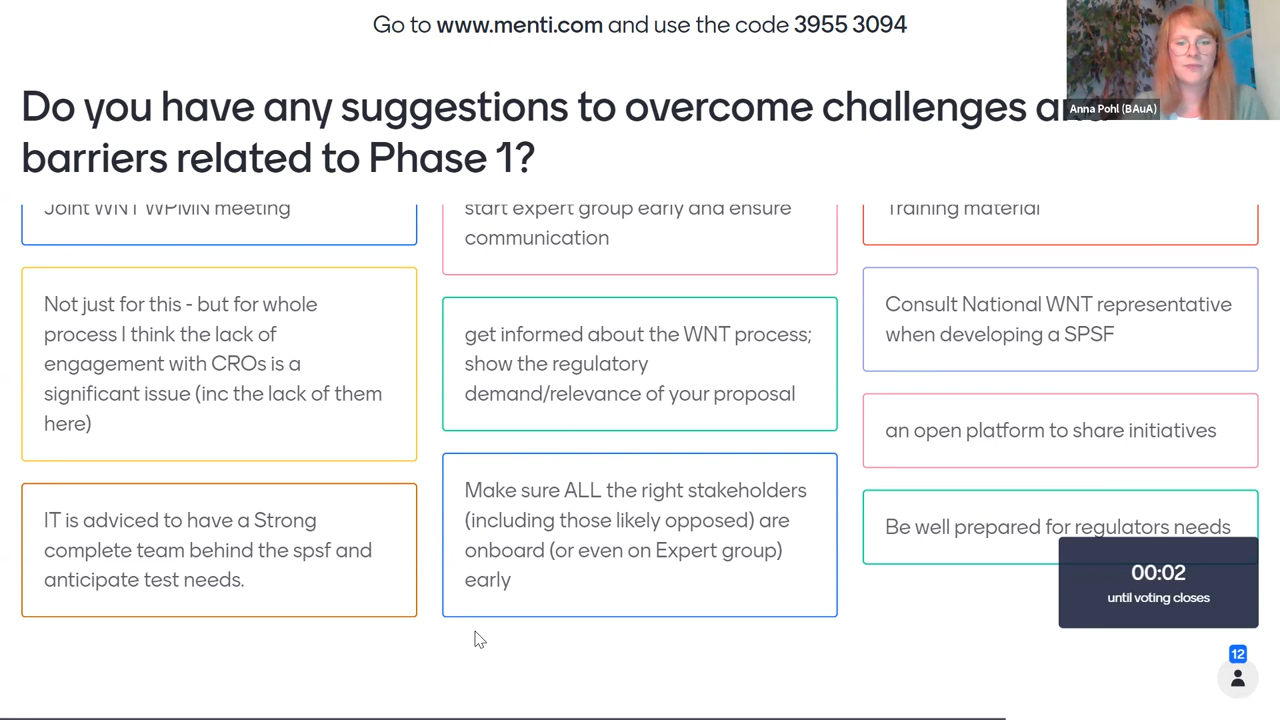 Go to www.menti.com and use the code 3955 3094
Anna Pohl (BAuA)
Do you have any suggestions to overcome challenges and
barriers related to Phase 1?
Joint WNT WPMN meeting
Not just for this - but for whole
process I think the lack of
engagement with CROs is a
significant issue (inc the lack of them
here)
IT is adviced to have a Strong
complete team behind the spsf and
anticipate test needs.
start expert group early and ensure
communication
get informed about the WNT process;
show the regulatory
demand/relevance of your proposal
Make sure ALL the right stakeholders
(including those likely opposed) are
onboard (or even on Expert group)
early
Training material
Consult National WNT representative
when developing a SPSF
an open platform to share initiatives
Be well prepared for regulators needs
00:02
until voting closes
12